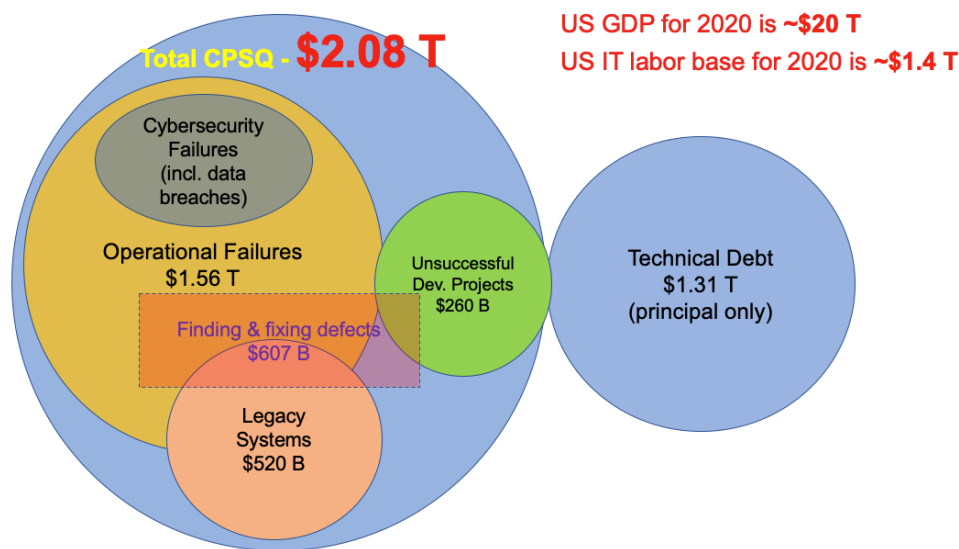 Total CPSQ - $2.08 T
US GDP for 2020 is ~$20 T
US IT labor base for 2020 is ~$1.4 T
Cybersecurity
Failures
(incl. data
breaches)
Operational Failures
$1.56 T
Unsuccessful
Dev. Projects
$260 B
Technical Debt
$1.31 T
(principal only)
Finding & fixing defects
$607 B
Legacy
Systems
$520 B